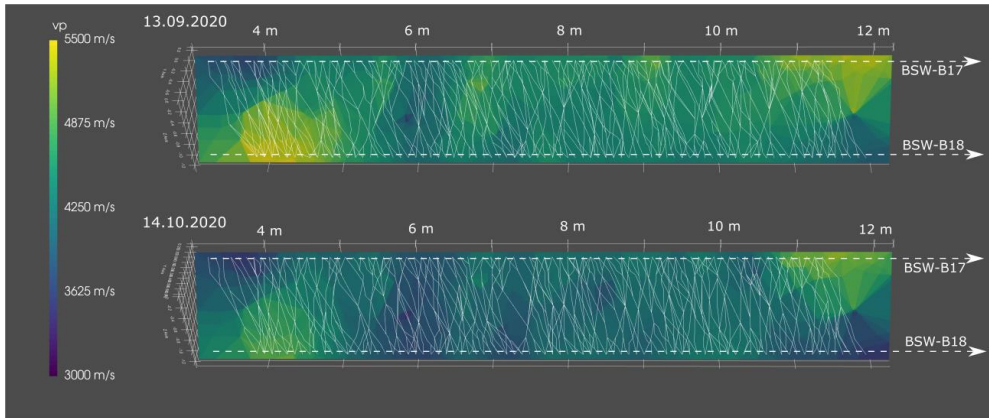 vp
5500 m/s
4875 m/s
4250 m/s
3625 m/s
3000 m/s
13.09.2020
4 m
6 m
8 m
10 m
12 m
BSW-B17
BSW-B18
14.10.2020
4 m
6 m
8 m
10 m
12 m
BSW-B17
BSW-B18